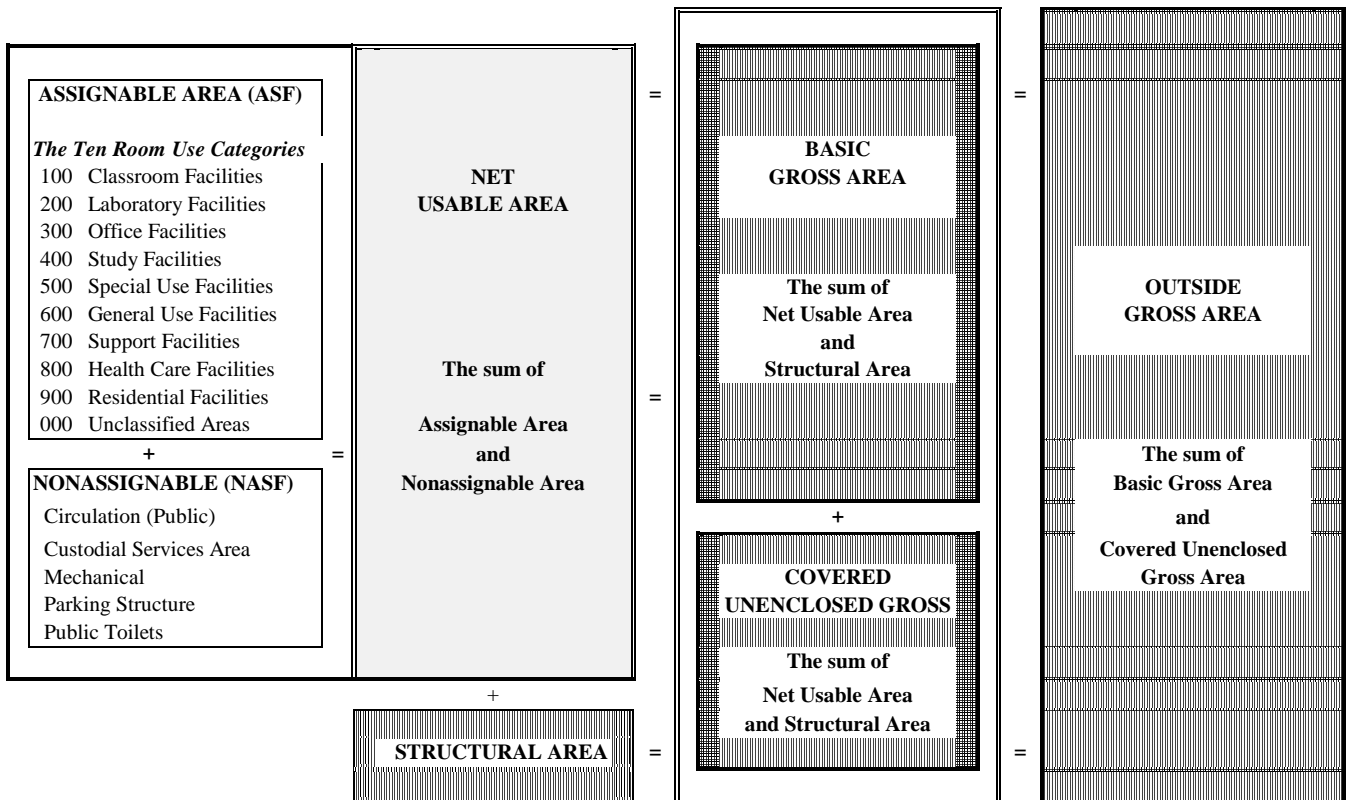 ASSIGNABLE AREA (ASF)
The Ten Room Use Categories
100 Classroom Facilities
200 Laboratory Facilities
300 Office Facilities
400 Study Facilities
500 Special Use Facilities
600 General Use Facilities
700 Support Facilities
800 Health Care Facilities
900 Residential Facilities
000 Unclassified Areas
+
NONASSIGNABLE (NASF)
Circulation (Public)
Custodial Services Area
Mechanical
Parking Structure
Public Toilets
=
NET
USABLE AREA
The sum of
Assignable Area
and
Nonassignable Area
+
STRUCTURAL AREA
=
=
=
BASIC
GROSS AREA
The sum of
Net Usable Area
and
Structural Area
+
COVERED
UNENCLOSED GROSS
The sum of
Net Usable Area
and Structural Area
=
=
OUTSIDE
GROSS AREA
The sum of
Basic Gross Area
and
Covered Unenclosed
Gross Area